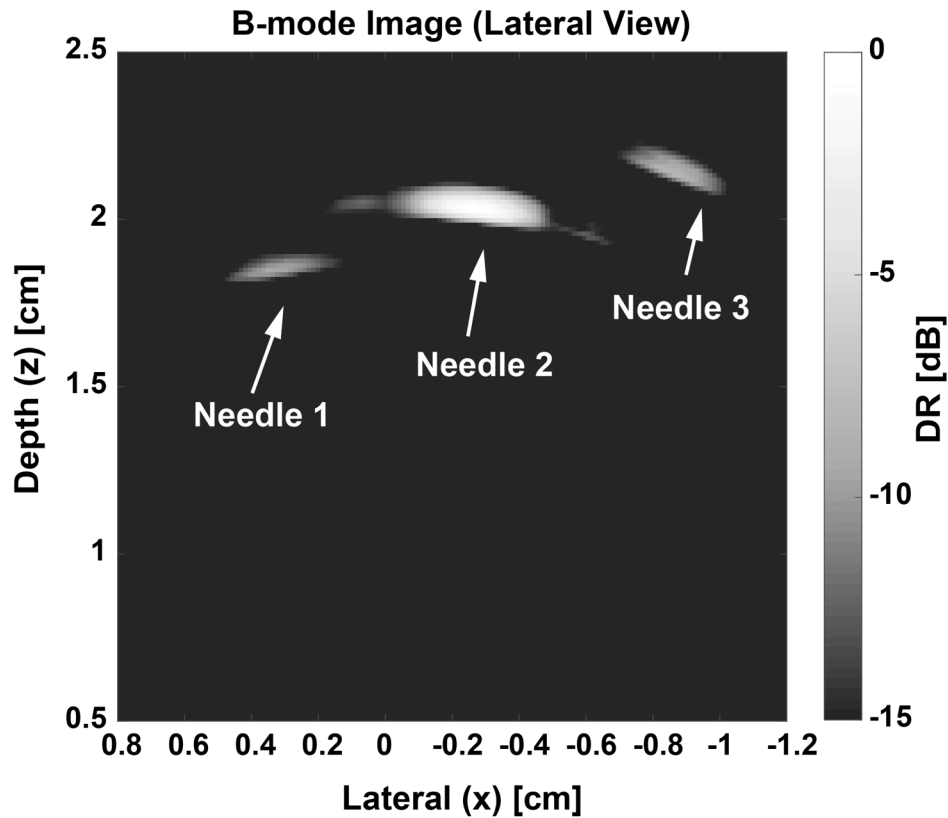 B-mode Image (Lateral View)
2.5
2
1.5
1
0.5
Depth (z) [cm]
Needle 1
Needle 2
Needle 3
0.8 0.6 0.4 0.2 0 -0.2 -0.4 -0.6 -0.8 -1 -1.2
Lateral (x) [cm]
0
-5
-10
-15
DR [dB]